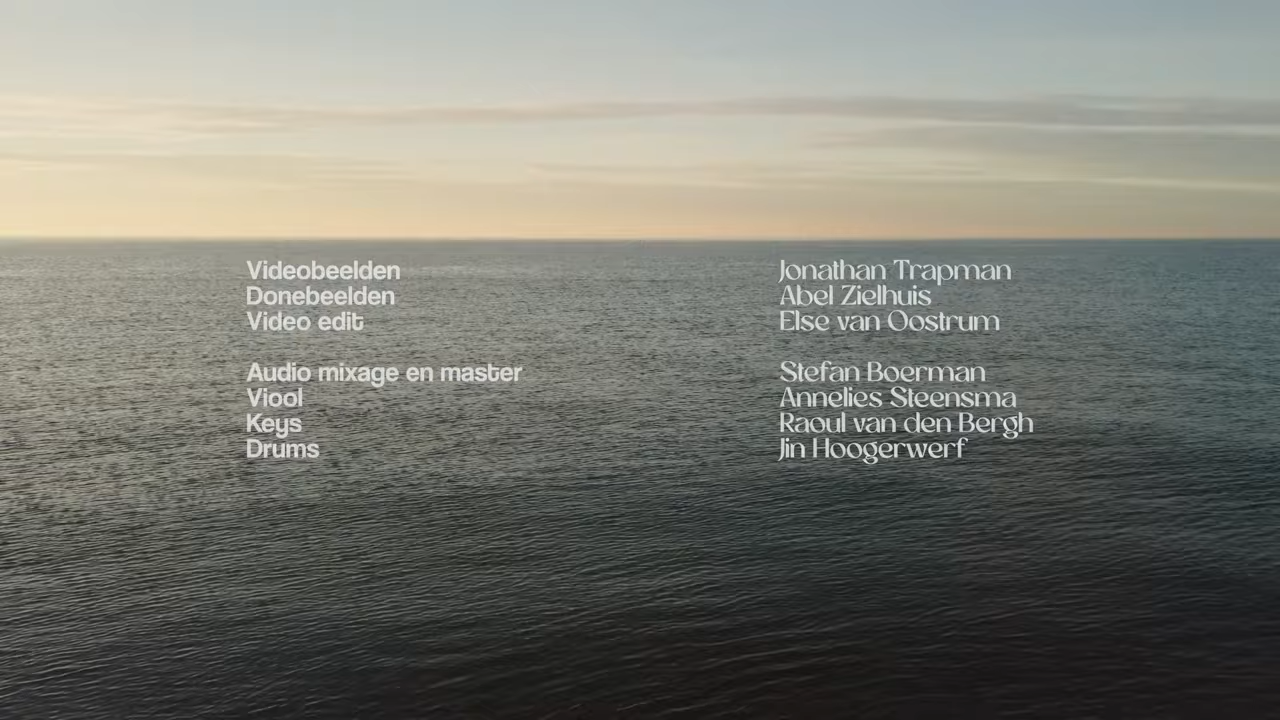 Videobeelden Jonathan Trapman
Donebeelden Abel Zielhuis
Video edit Else van Oostrum
Audio mixage en master Stefan Boerman
Viool Annelies Steensma
Keys Raoul van den Bergh
Drums Jin Hoogerwerf